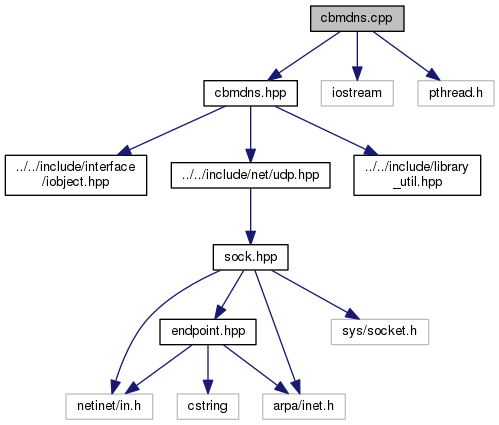 cbmdns.cpp
cbmdns.hpp
iostream
pthread.h
../../include/interface
/iobject.hpp
../../include/net/udp.hpp
../../include/library
_util.hpp
sock.hpp
endpoint.hpp
sys/socket.h
netinet/in.h
cstring
arpa/inet.h